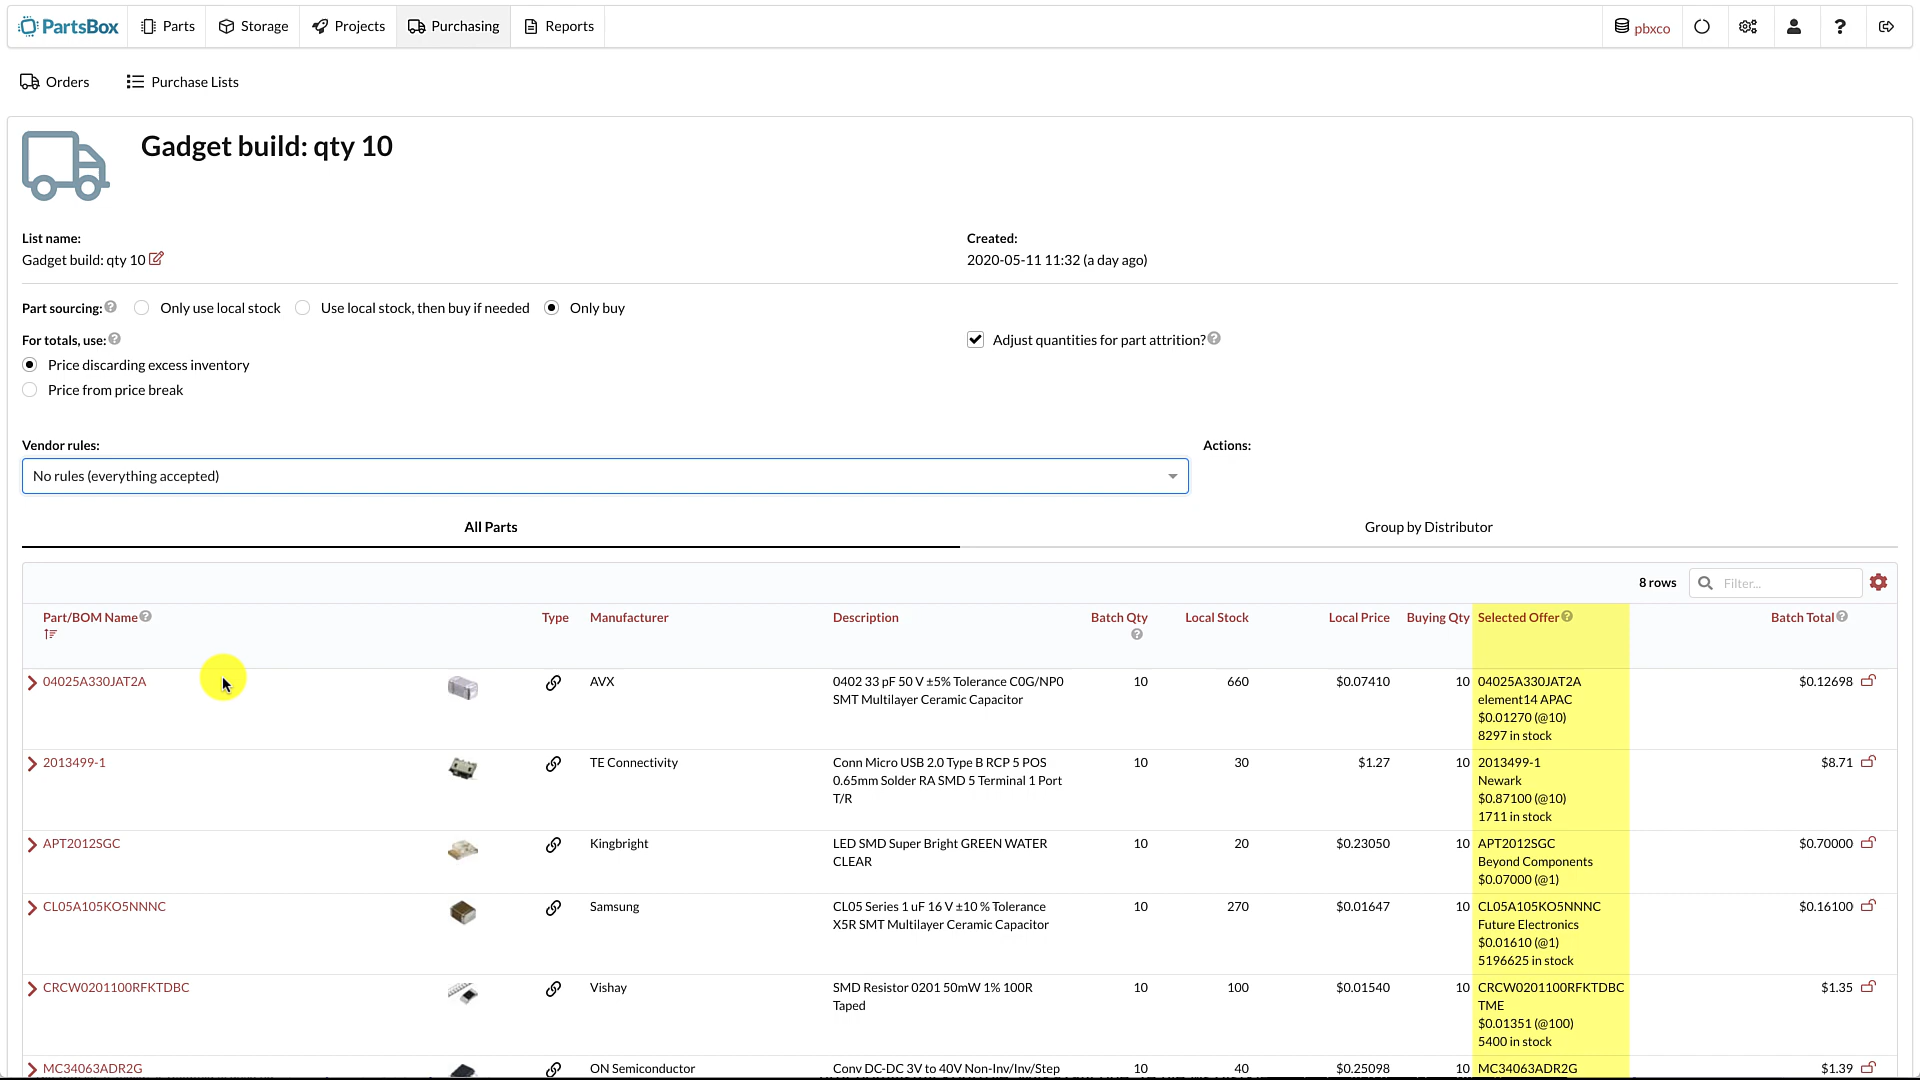 PartsBox Parts Storage Projects Purchasing Reports pbxco ?
Orders Purchase Lists
Gadget build: qty 10
List name: Created:
Gadget build: qty 10 2020-05-11 11:32 (a day ago)
Part sourcing: ? Only use local stock Use local stock, then buy if needed Only buy
For totals, use: ? Adjust quantities for part attrition? ?
Price discarding excess inventory
Price from price break
Vendor rules: Actions:
No rules (everything accepted)
All Parts Group by Distributor
8 rows Filter...
Part/BOM Name ? Type Manufacturer Description Batch Qty ? Local Stock Local Price Buying Qty Selected Offer ? Batch Total ?
04025A330JAT2A AVX 0402 33 pF 50 V ±5% Tolerance C0G/NP0 10 660 $0.07410 10 04025A330JAT2A $0.12698
SMT Multilayer Ceramic Capacitor element14 APAC
$0.01270 (@10)
8297 in stock
2013499-1 TE Connectivity Conn Micro USB 2.0 Type B RCP 5 POS 10 30 $1.27 10 2013499-1 $8.71
0.65mm Solder RA SMD 5 Terminal 1 Port Newark
T/R $0.87100 (@10)
1711 in stock
APT2012SGC Kingbright LED SMD Super Bright GREEN WATER 10 20 $0.23050 10 APT2012SGC $0.70000
CLEAR Beyond Components
$0.07000 (@1)
CL05A105KO5NNNC Samsung CL05 Series 1 uF 16 V ±10 % Tolerance 10 270 $0.01647 10 CL05A105KO5NNNC $0.16100
X5R SMT Multilayer Ceramic Capacitor Future Electronics
$0.01610 (@1)
5196625 in stock
CRCW0201100RFKTDBC Vishay SMD Resistor 0201 50mW 1% 100R 10 100 $0.01540 10 CRCW0201100RFKTDBC $1.35
Taped TME
$0.01351 (@100)
5400 in stock
MC34063ADR2G ON Semiconductor Conv DC-DC 3V to 40V Non-Inv/Inv/Step 10 40 $0.25098 10 MC34063ADR2G $1.39